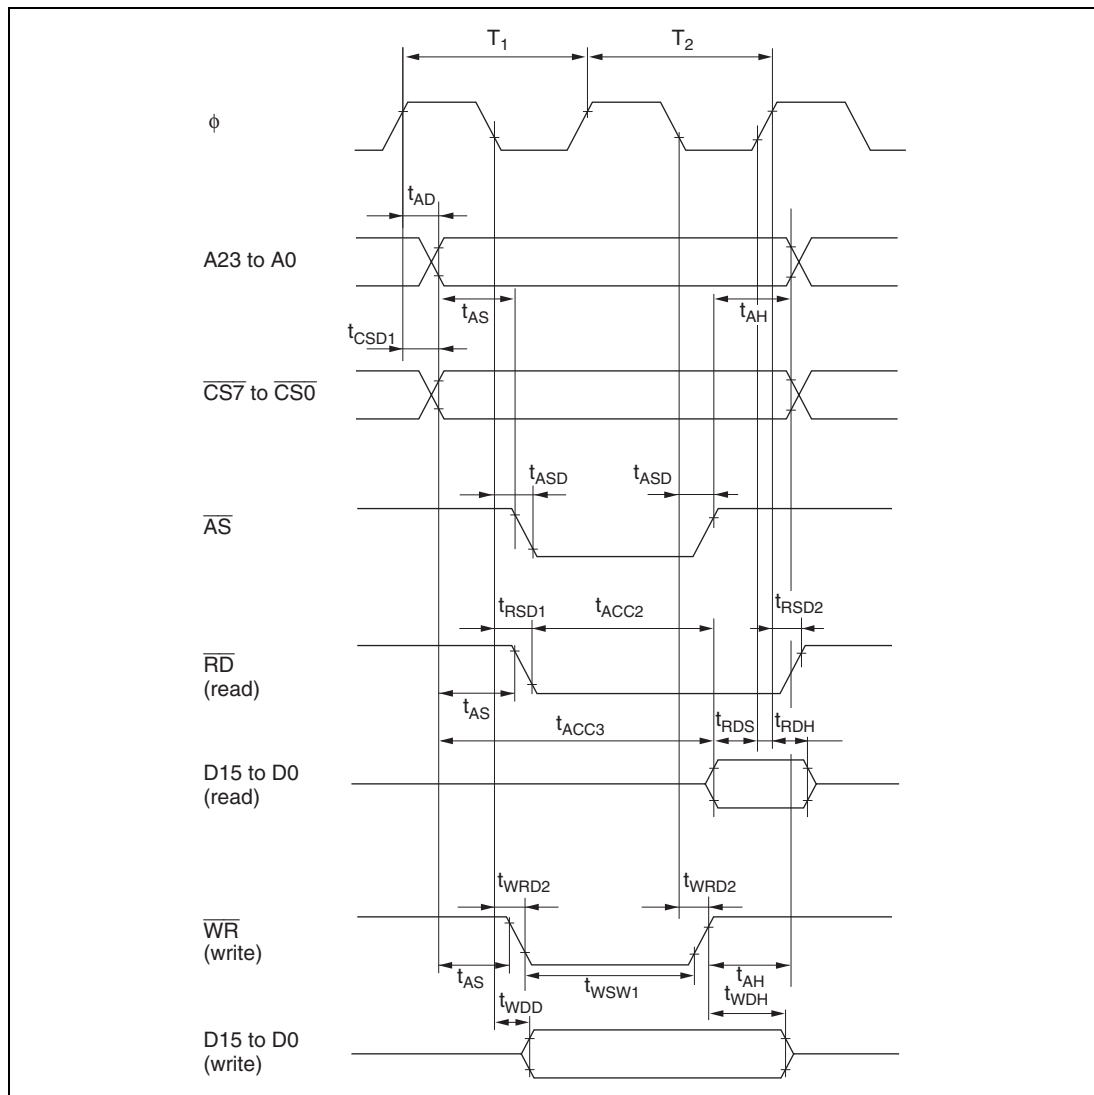 T1 T2
φ
tAD
A23 to A0
tAS tAH
tCSD1
CS7 to CS0
tASD tASD
AS
tRSD1 tACC2 tRSD2
RD
(read)
tAS
tACC3 tRDS tRDH
D15 to D0
(read)
tWRD2 tWRD2
WR
(write)
tAS tWSW1 tAH
tWDD tWDH
D15 to D0
(write)